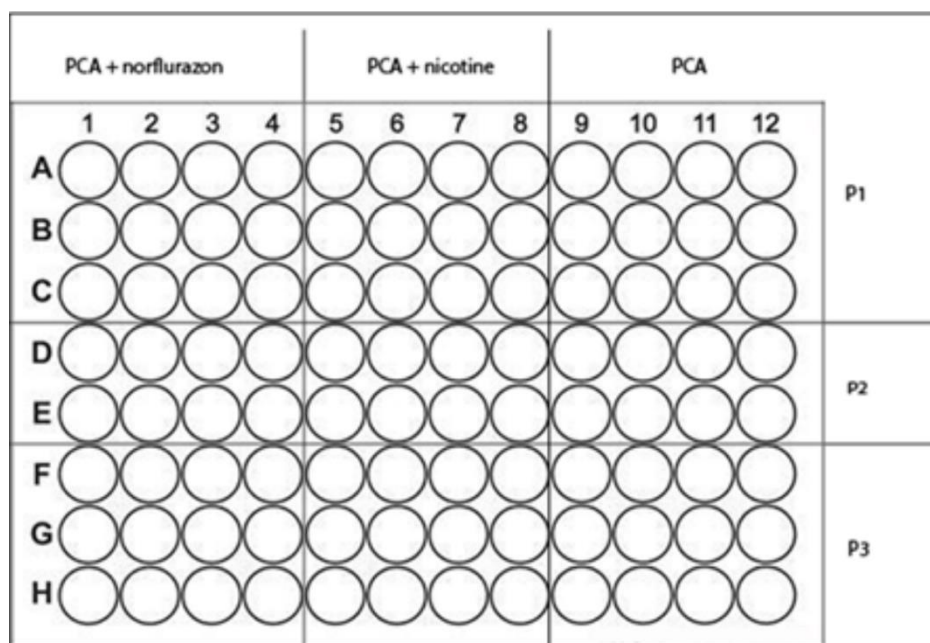 PCA + norflurazon PCA + nicotine PCA
1 2 3 4 5 6 7 8 9 10 11 12
A
P1
B
C
D
E
P2
F
G
P3
H